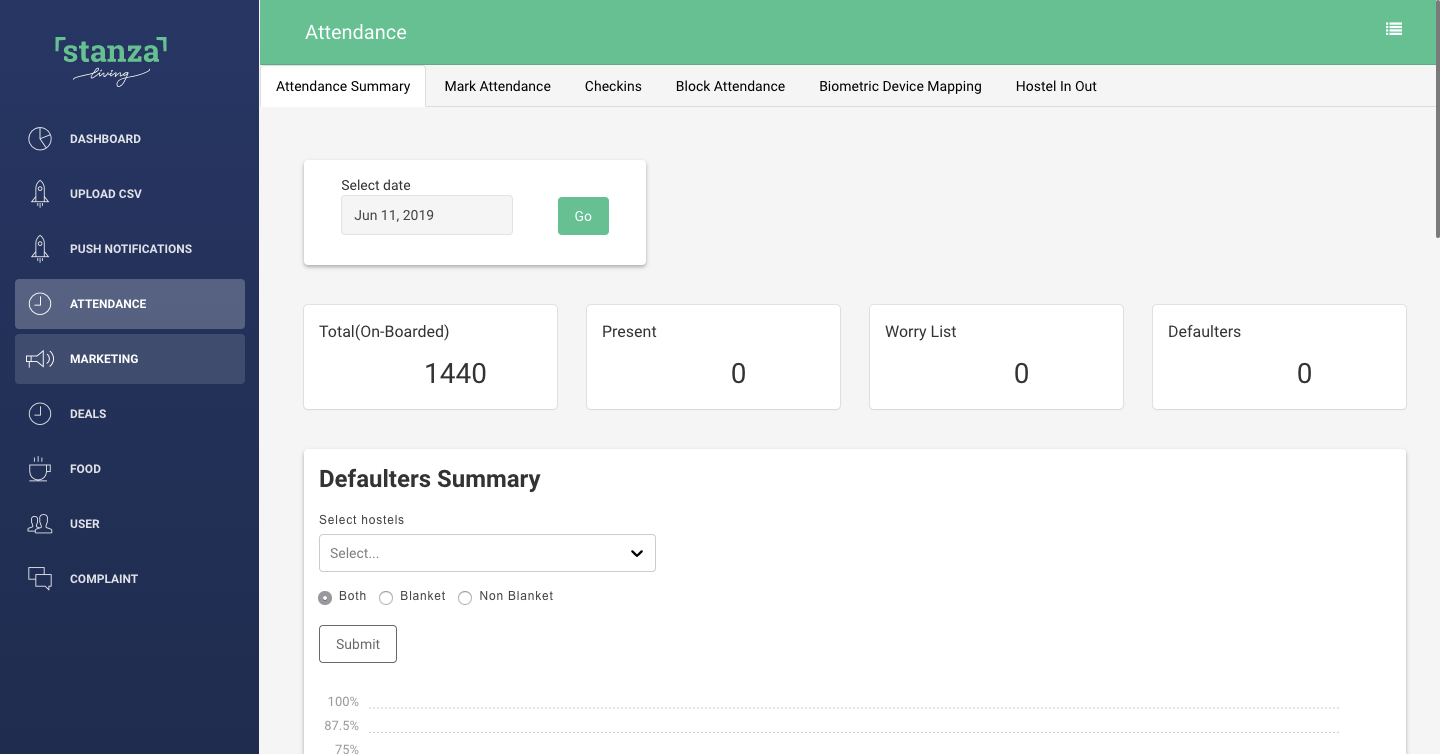 stanza
living
DASHBOARD
UPLOAD CSV
PUSH NOTIFICATIONS
ATTENDANCE
MARKETING
DEALS
FOOD
USER
COMPLAINT
Attendance
Attendance Summary Mark Attendance Checkins Block Attendance Biometric Device Mapping Hostel In Out
Select date
Jun 11, 2019 Go
Total(On-Boarded) Present Worry List Defaulters
1440 0 0 0
Defaulters Summary
Select hostels
Select...
Both Blanket Non Blanket
Submit
100%
87.5%
75%